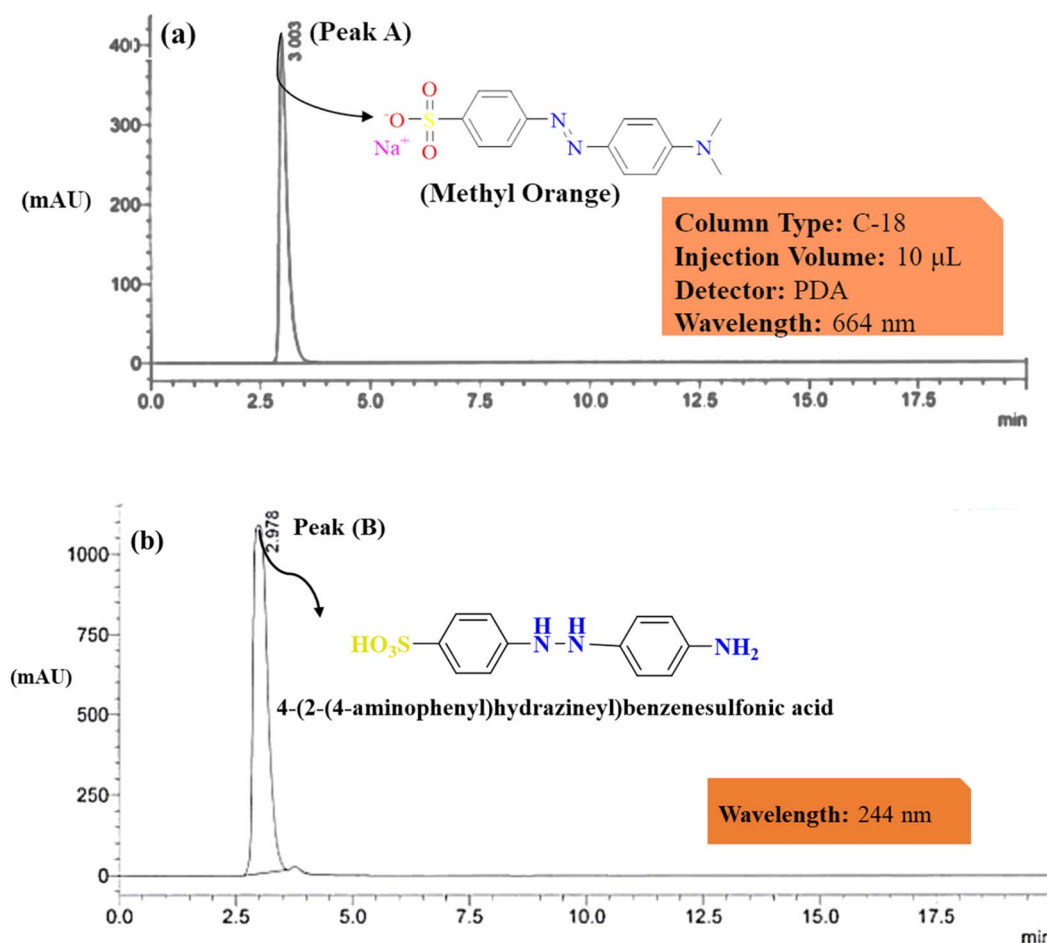 (a)
(Peak A)
3.003
400
300
(mAU)
200
100
0
O
-O S
O
Na+
N
N
N
(Methyl Orange)
Column Type: C-18
Injection Volume: 10 μL
Detector: PDA
Wavelength: 664 nm
0.0 2.5 5.0 7.5 10.0 12.5 15.0 17.5
min
(b)
Peak (B)
2.978
1000
750
(mAU)
500
250
0
H H
HO3S N N NH2
4-(2-(4-aminophenyl)hydrazineyl)benzenesulfonic acid
Wavelength: 244 nm
0.0 2.5 5.0 7.5 10.0 12.5 15.0 17.5
min